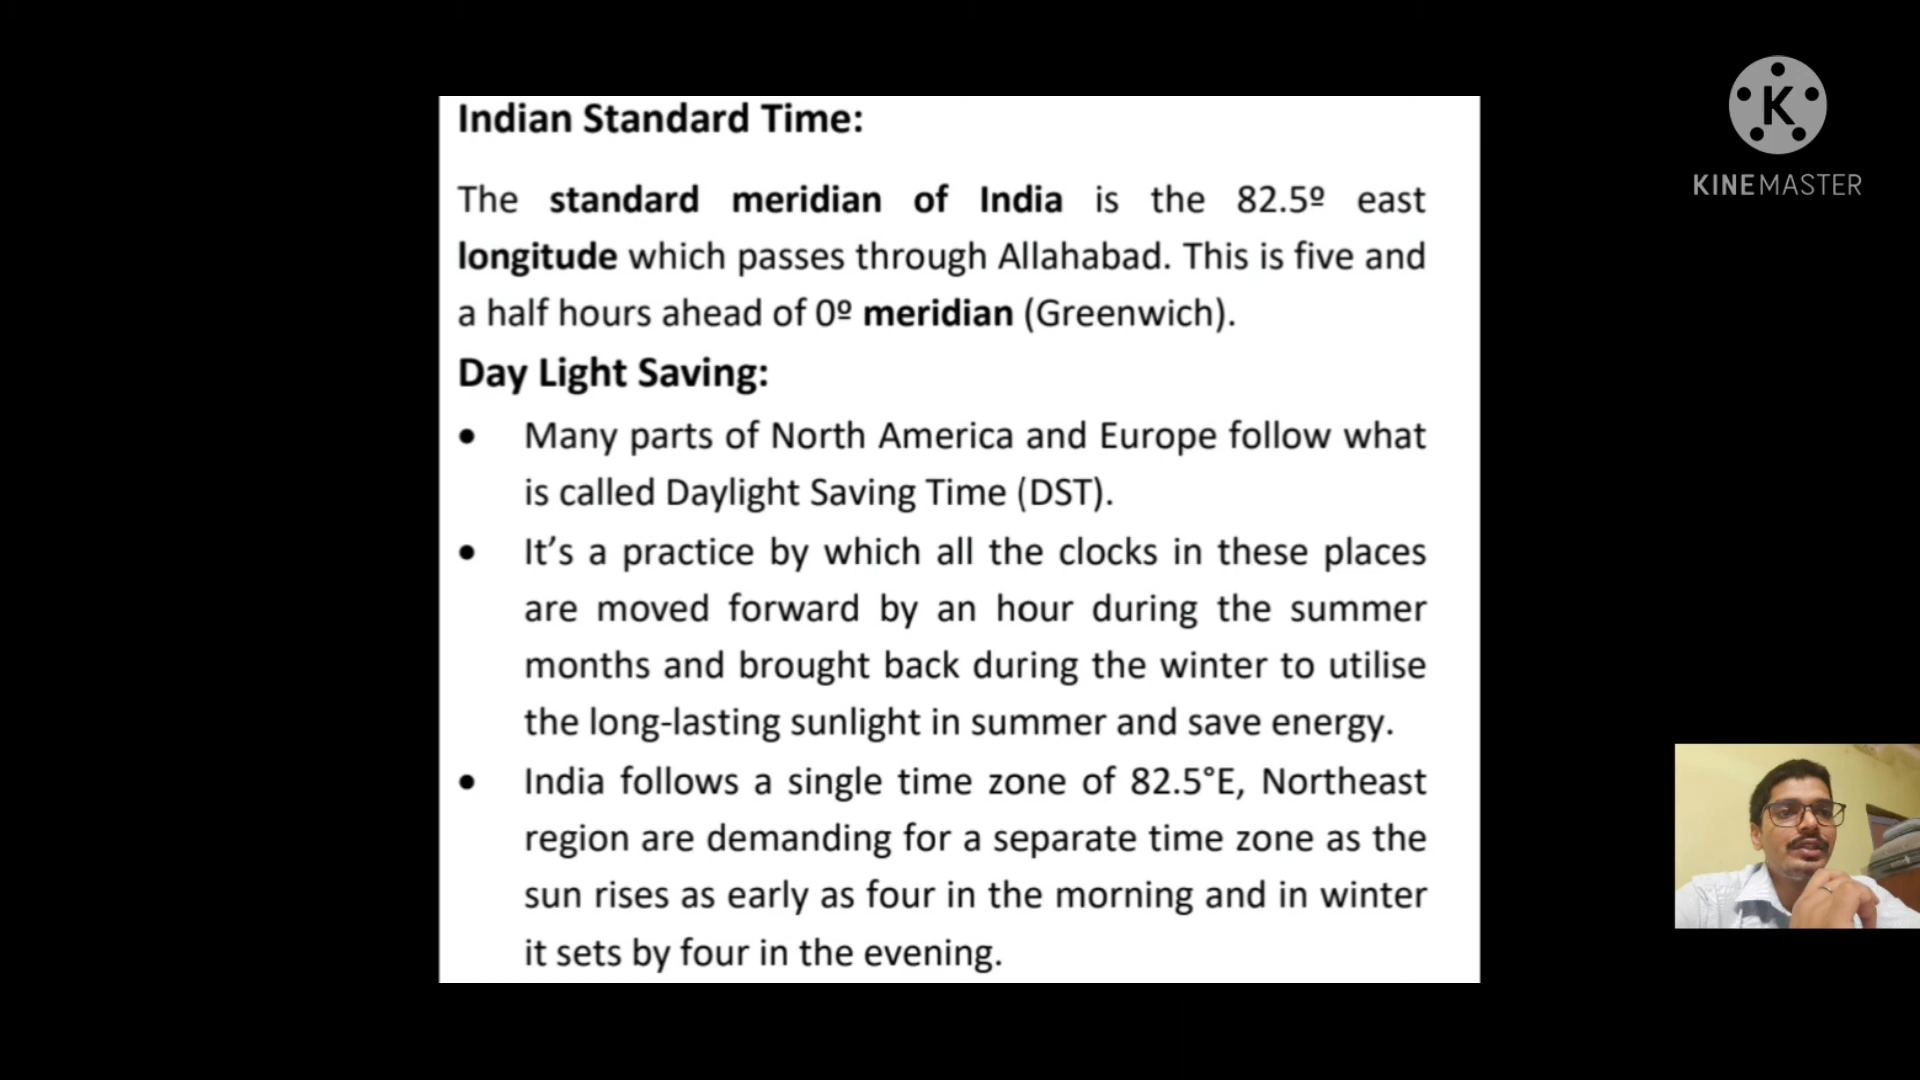 Indian Standard Time:
The standard meridian of India is the 82.5º east
longitude which passes through Allahabad. This is five and
a half hours ahead of 0º meridian (Greenwich).
Day Light Saving:
• Many parts of North America and Europe follow what
is called Daylight Saving Time (DST).
• It’s a practice by which all the clocks in these places
are moved forward by an hour during the summer
months and brought back during the winter to utilise
the long-lasting sunlight in summer and save energy.
• India follows a single time zone of 82.5°E, Northeast
region are demanding for a separate time zone as the
sun rises as early as four in the morning and in winter
it sets by four in the evening.
K
KINEMASTER